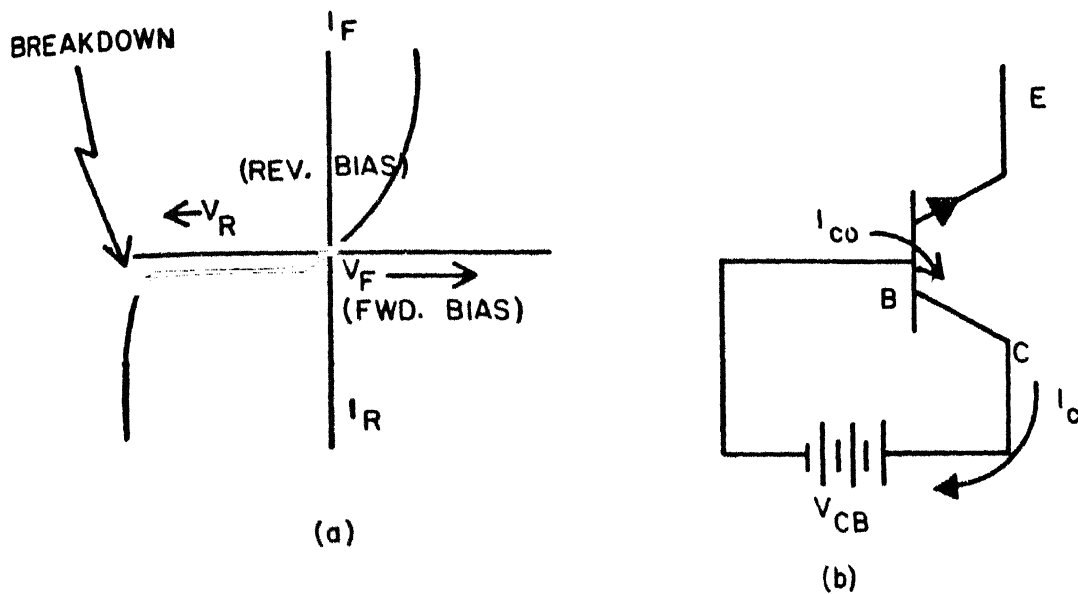 BREAKDOWN
I F
(REV. BIAS)
V R
V F
(FWD. BIAS)
I R
(a)
E
I CO
B
C
I C
V CB
(b)